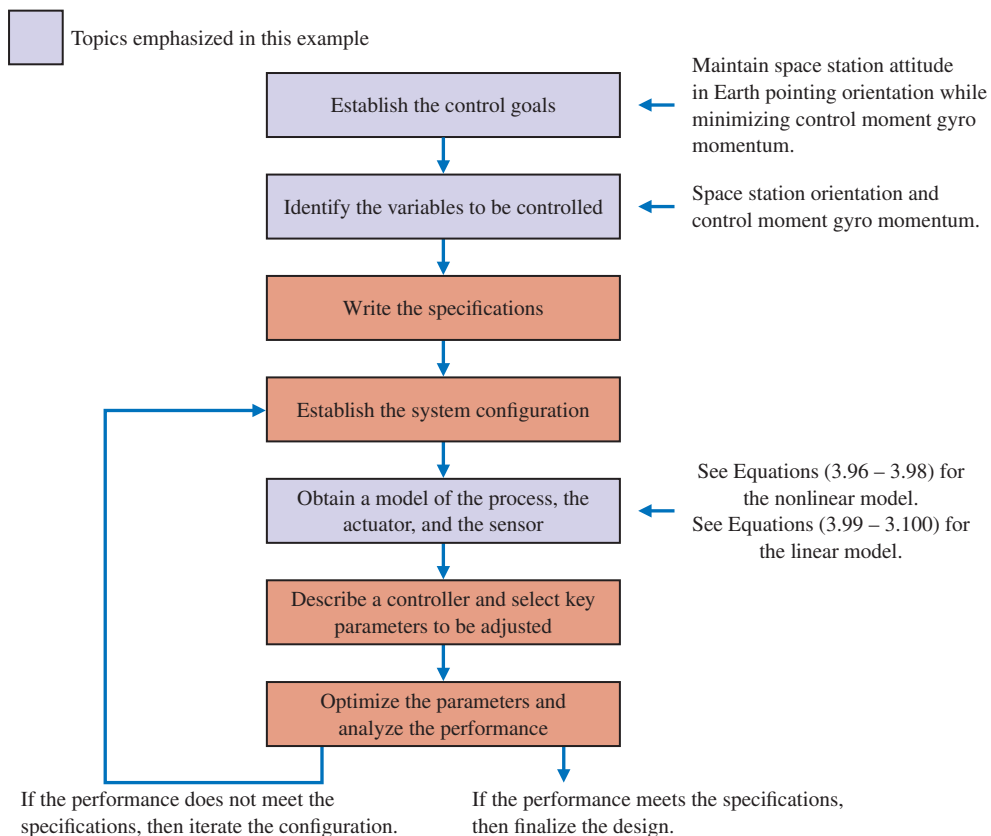 Topics emphasized in this example
Establish the control goals
Maintain space station attitude
in Earth pointing orientation while
minimizing control moment gyro
momentum.
Identify the variables to be controlled
Space station orientation and
control moment gyro momentum.
Write the specifications
Establish the system configuration
Obtain a model of the process, the
actuator, and the sensor
See Equations (3.96 – 3.98) for
the nonlinear model.
See Equations (3.99 – 3.100) for
the linear model.
Describe a controller and select key
parameters to be adjusted
Optimize the parameters and
analyze the performance
If the performance does not meet the
specifications, then iterate the configuration.
If the performance meets the specifications,
then finalize the design.